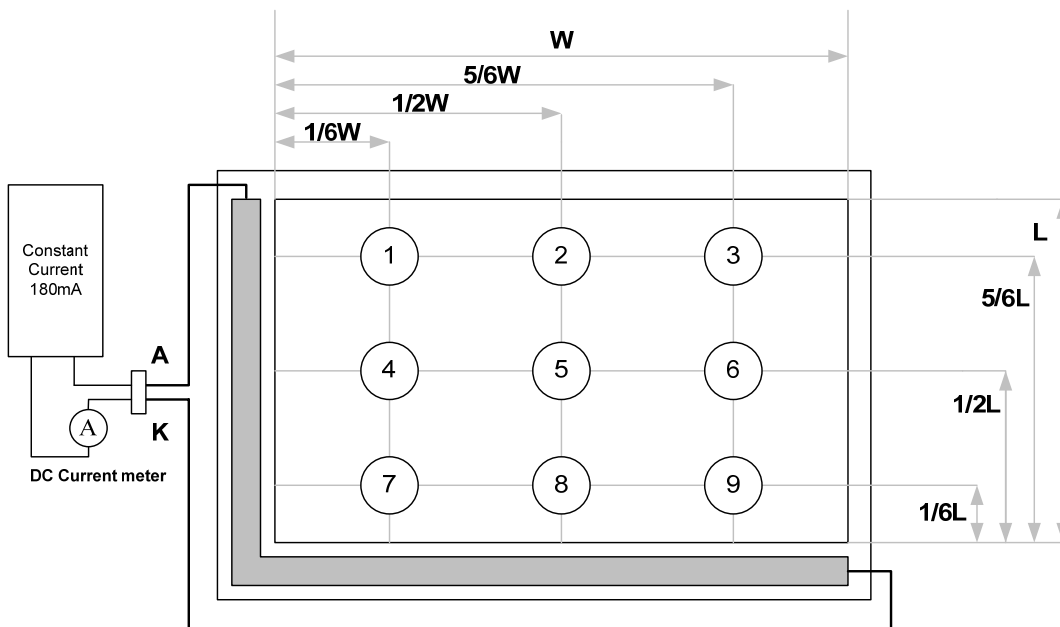 W
5/6W
1/2W
1/6W
L
5/6L
1/2L
1/6L
Constant
Current
180mA
A
K
A
DC Current meter
1 2 3
4 5 6
7 8 9